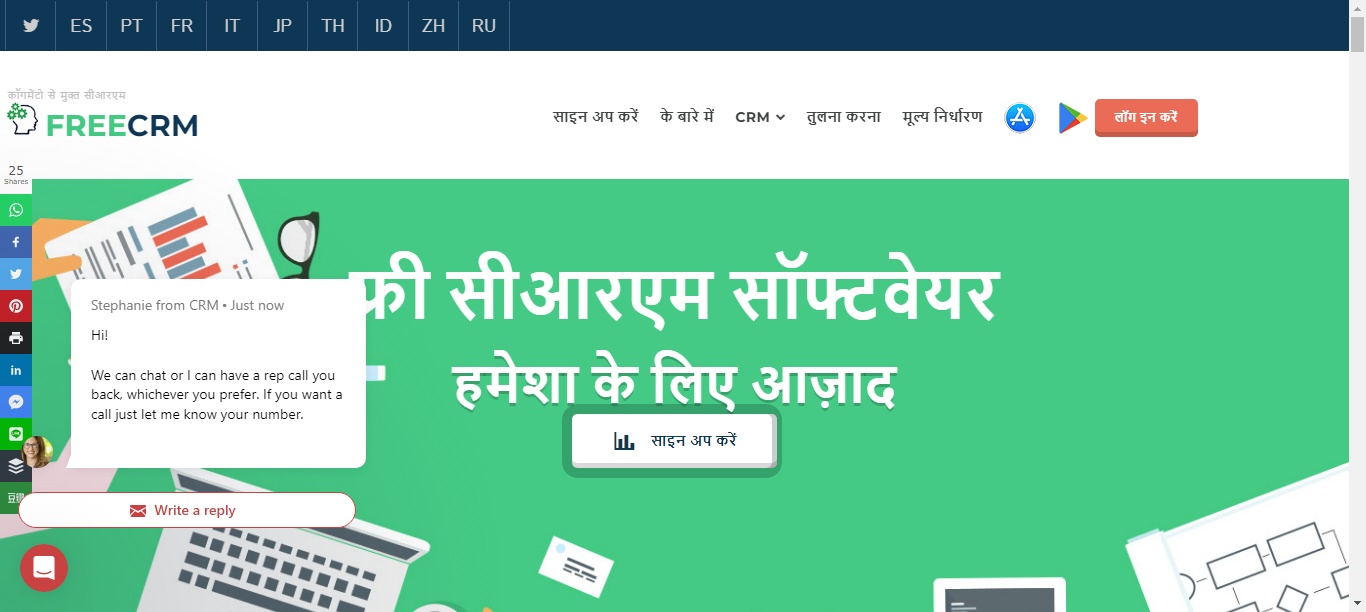 ES PT FR IT JP TH ID ZH RU
कॉगमेंटो से मुक्त सीआरएम
FREECRM
साइन अप करें के बारे में CRM तुलना करना मूल्य निर्धारण लॉग इन करें
25
Shares
फ्री सीआरएम सॉफ्टवेयर
हमेशा के लिए आज़ाद
साइन अप करें
Stephanie from CRM • Just now
Hi!
We can chat or I can have a rep call you
back, whichever you prefer. If you want a
call just let me know your number.
Write a reply